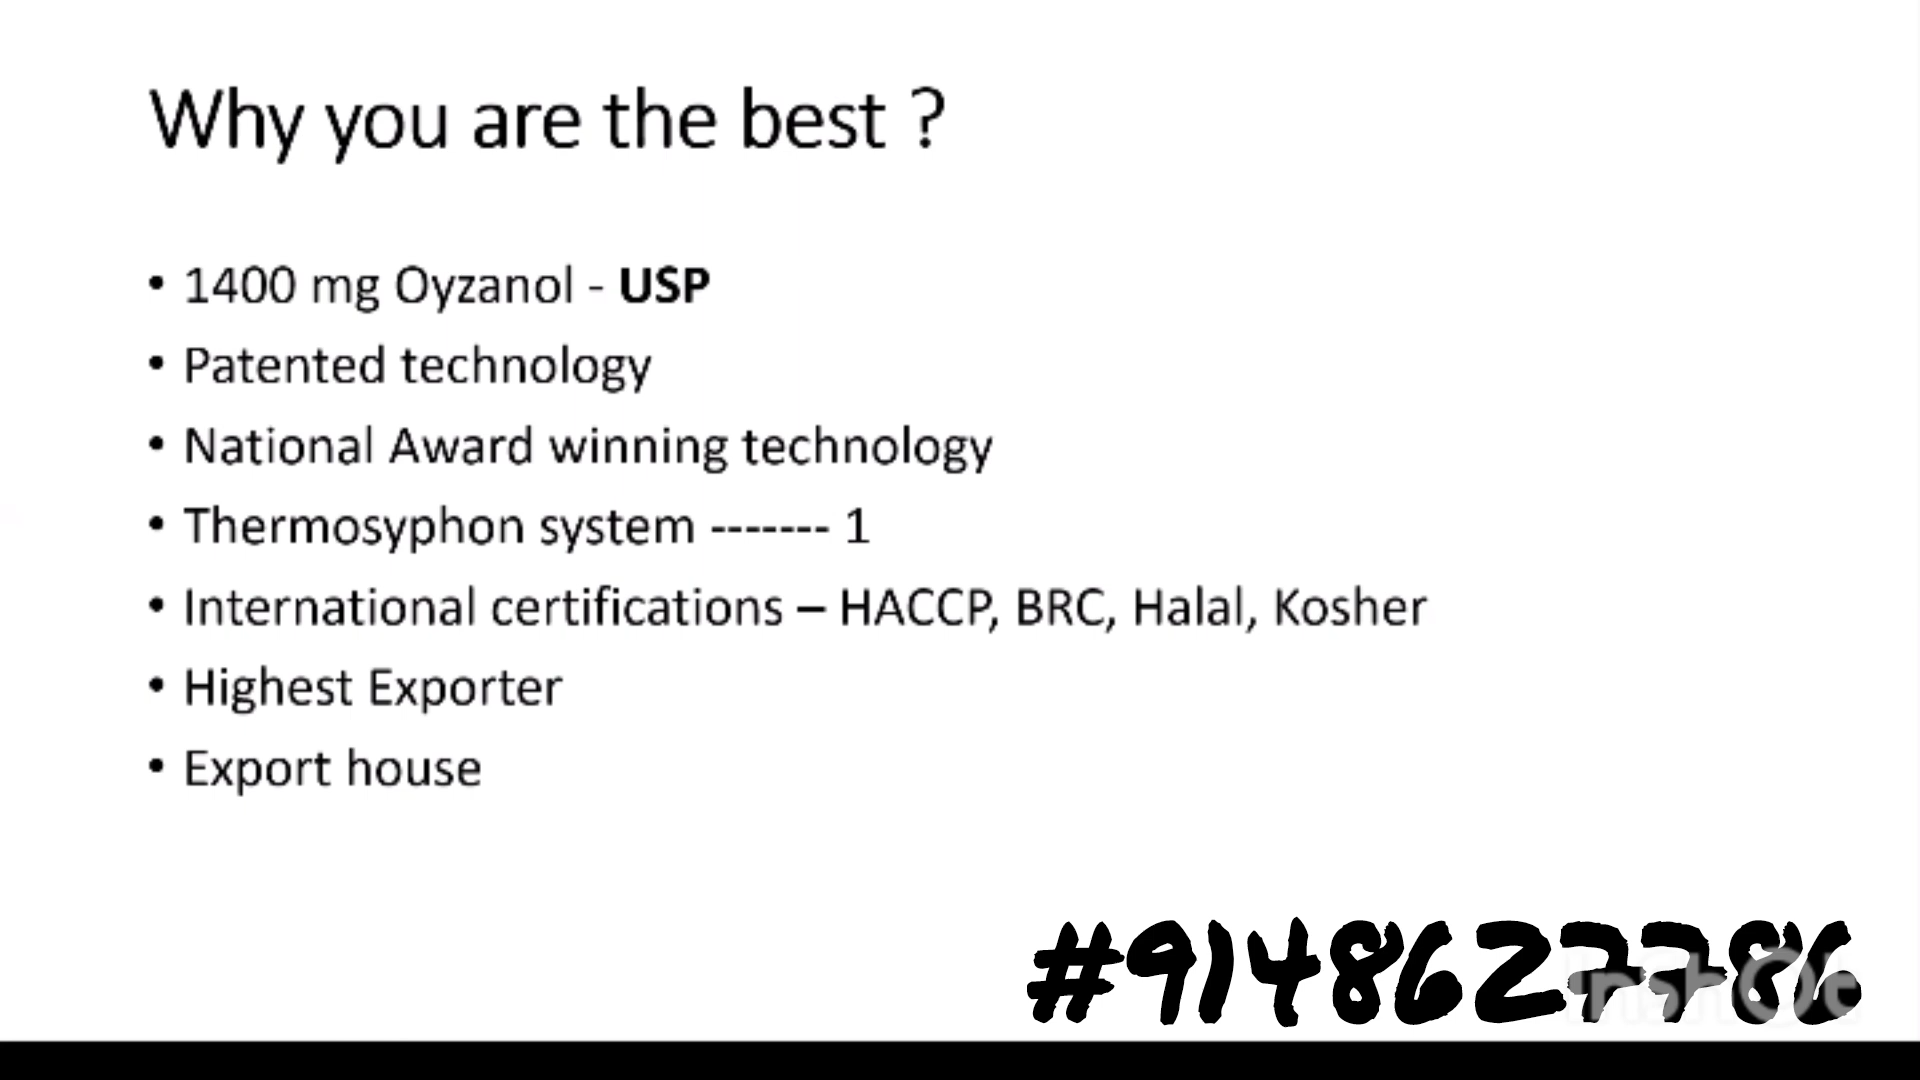 Why you are the best ?
• 1400 mg Oyzanol - USP
• Patented technology
• National Award winning technology
• Thermosyphon system ------- 1
• International certifications – HACCP, BRC, Halal, Kosher
• Highest Exporter
• Export house
#9148627786
InShOt